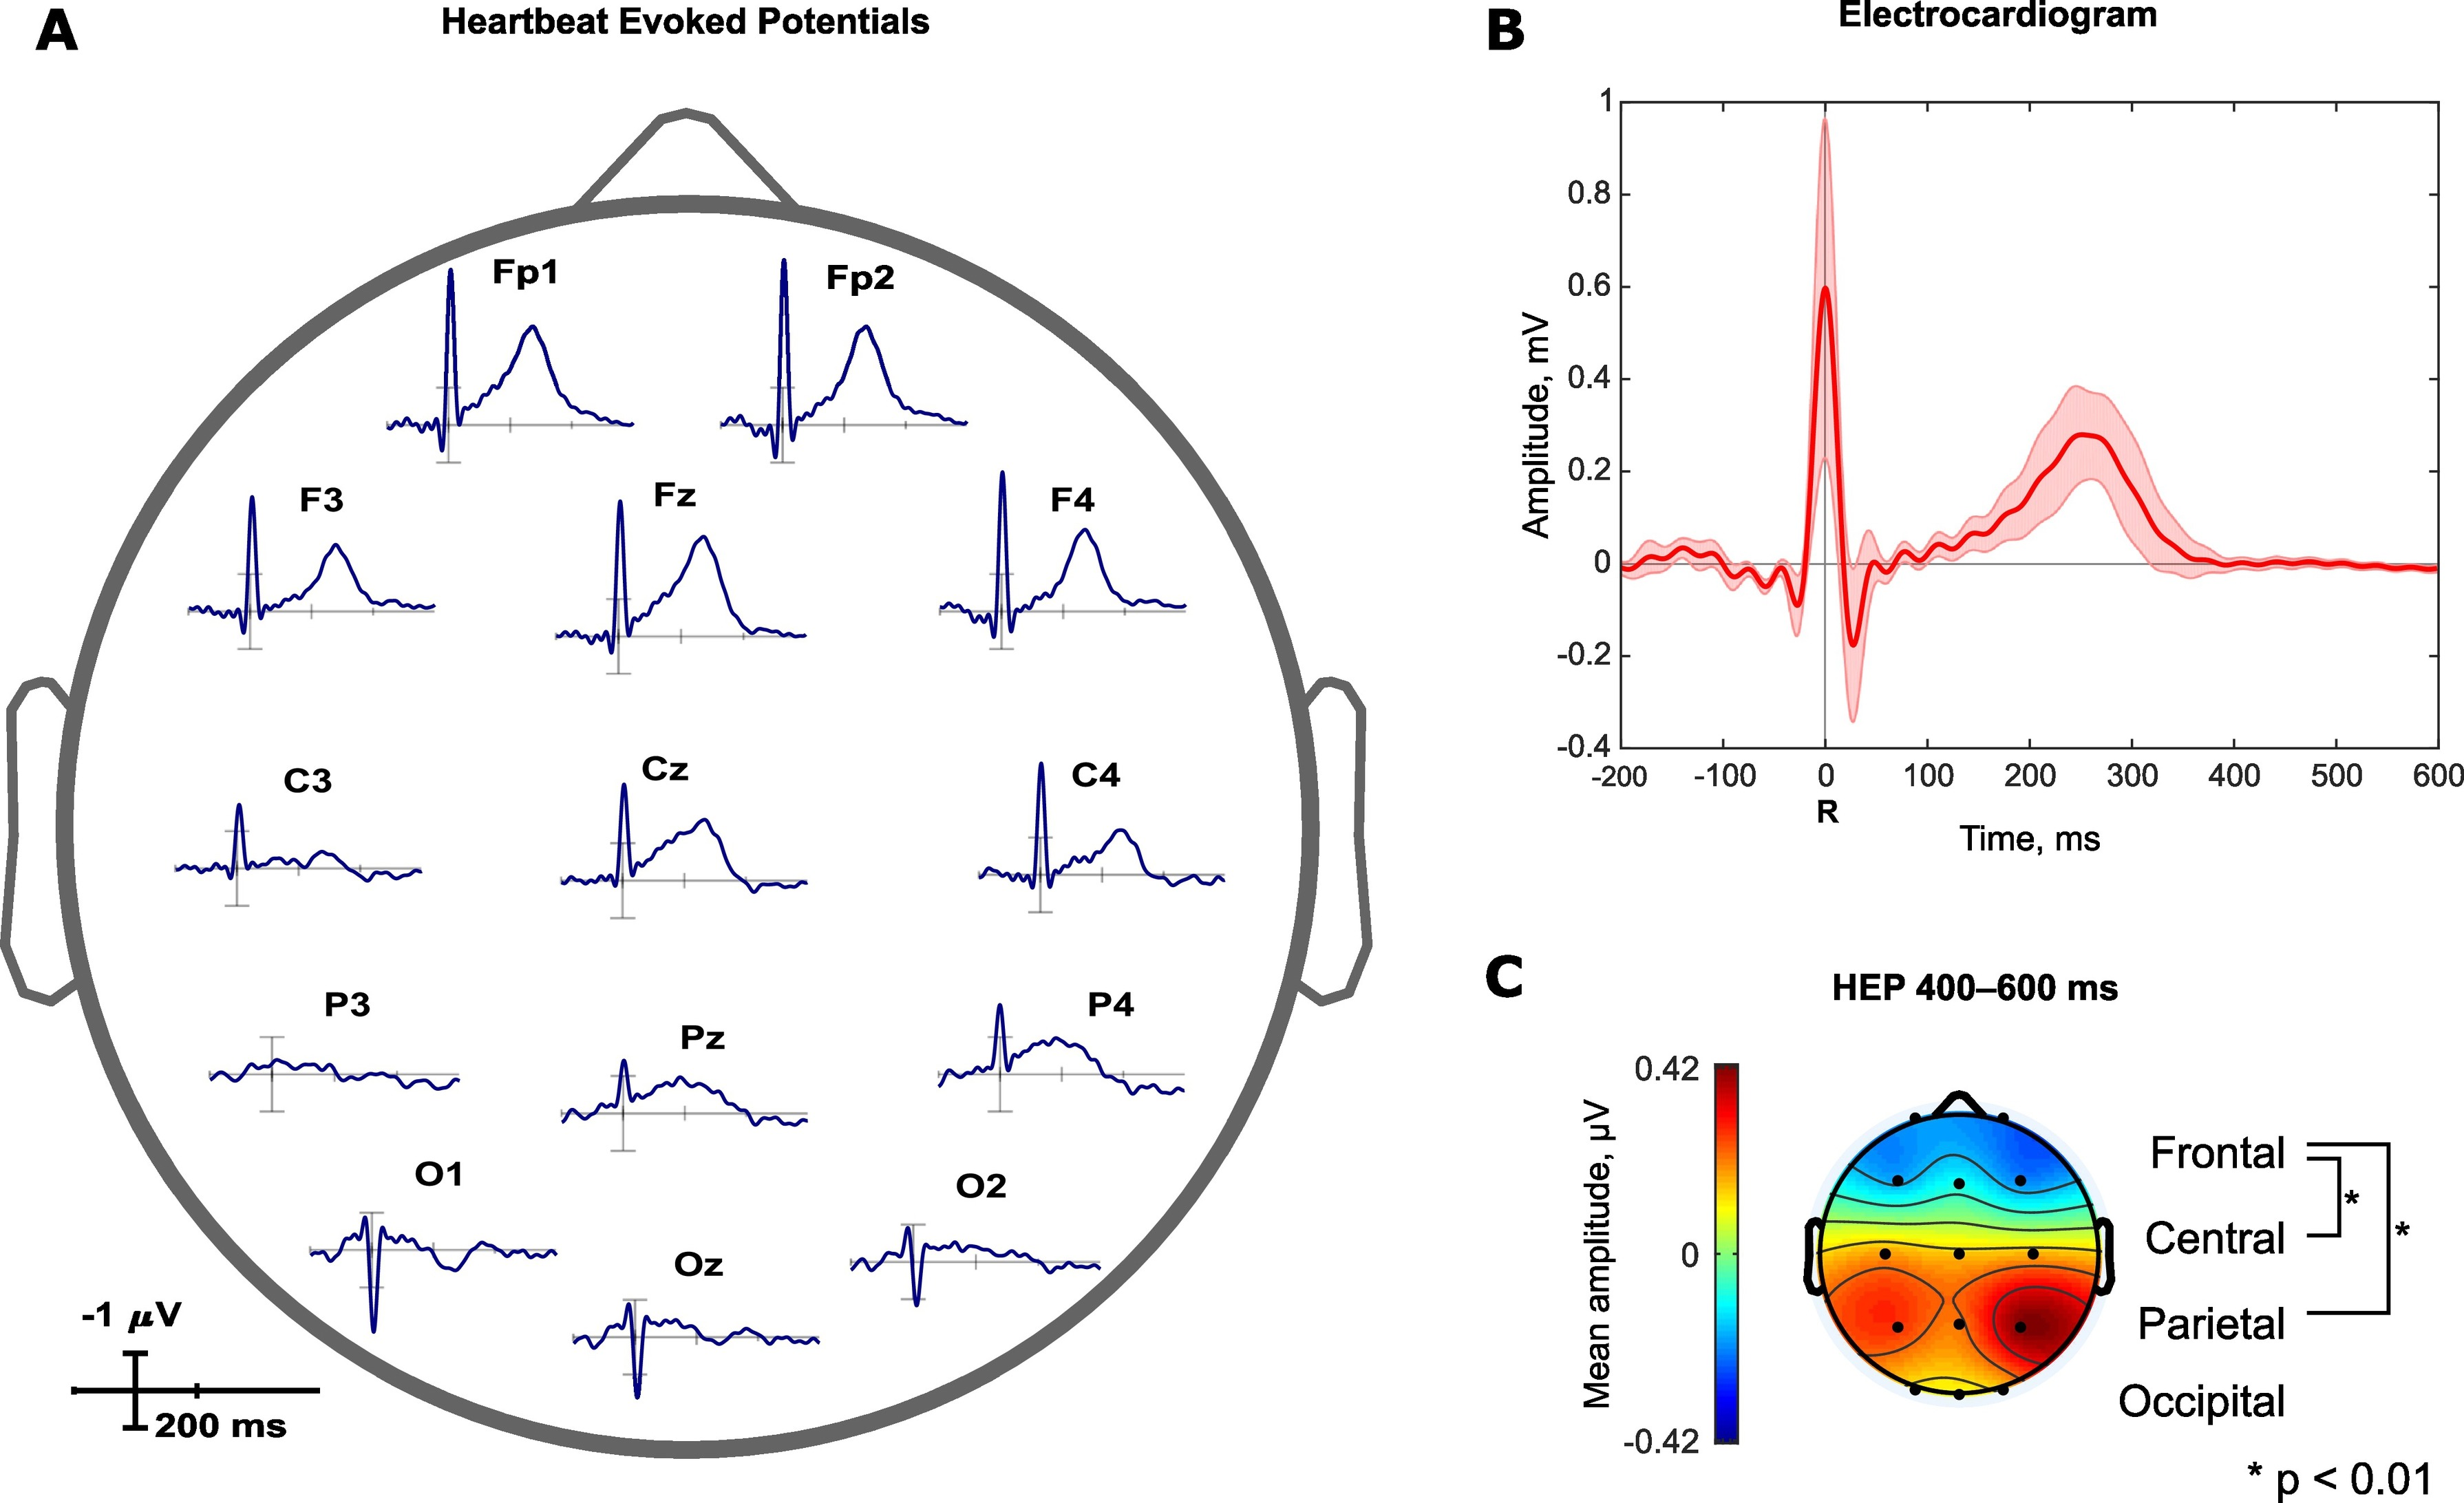 A
Heartbeat Evoked Potentials
Fp1
Fp2
F3
Fz
F4
C3
Cz
C4
P3
Pz
P4
O1
Oz
O2
-1 μV
200 ms
B
Electrocardiogram
Amplitude, mV
1
0.8
0.6
0.4
0.2
0
-0.2
-0.4
-200 -100 0 100 200 300 400 500 600
R
Time, ms
C
HEP 400–600 ms
Mean amplitude, μV
0.42
0
-0.42
Frontal
*
Central
*
Parietal
Occipital
* p < 0.01